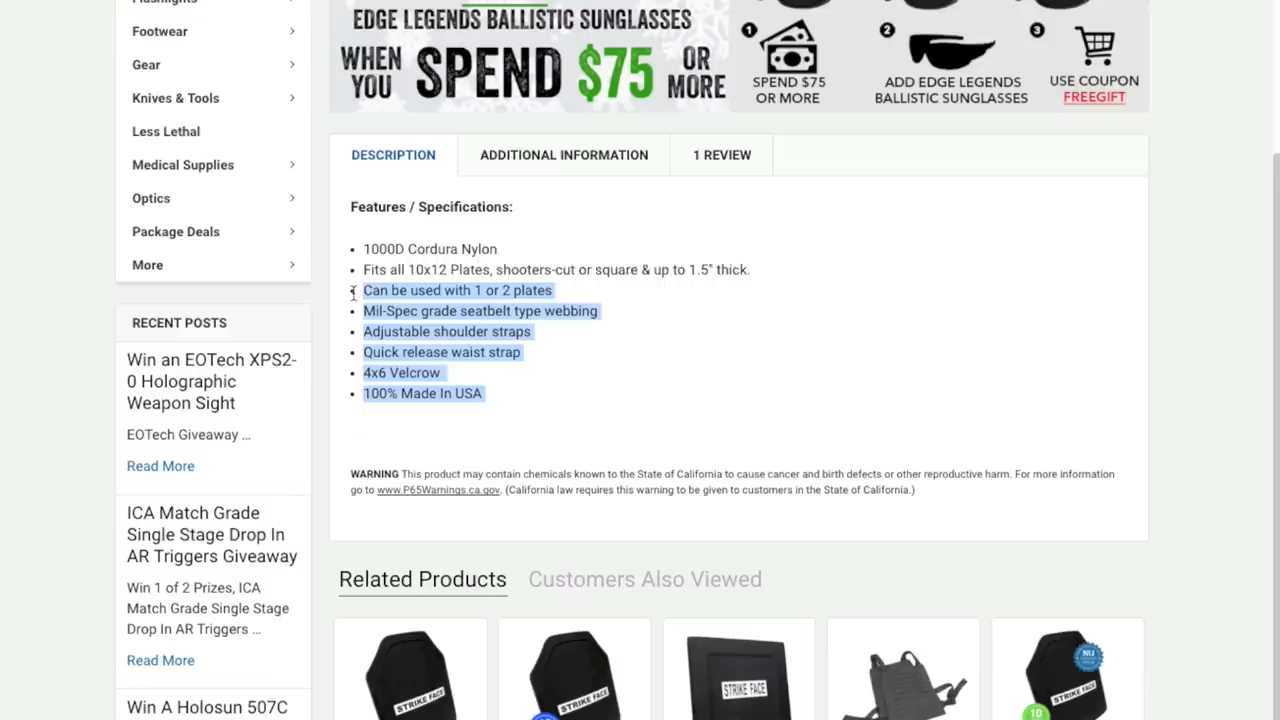 Footwear
Gear
Knives & Tools
Less Lethal
Medical Supplies
Optics
Package Deals
More
RECENT POSTS
Win an EOTech XPS2-
0 Holographic
Weapon Sight
EOTech Giveaway ...
Read More
ICA Match Grade
Single Stage Drop In
AR Triggers Giveaway
Win 1 of 2 Prizes, ICA
Match Grade Single Stage
Drop In AR Triggers ...
Read More
Win A Holosun 507C
EDGE LEGENDS BALLISTIC SUNGLASSES
WHEN YOU SPEND $75 OR MORE
1
SPEND $75
OR MORE
2
ADD EDGE LEGENDS
BALLISTIC SUNGLASSES
3
USE COUPON
FREEGIFT
DESCRIPTION
ADDITIONAL INFORMATION
1 REVIEW
Features / Specifications:
1000D Cordura Nylon
Fits all 10x12 Plates, shooters-cut or square & up to 1.5" thick.
Can be used with 1 or 2 plates
Mil-Spec grade seatbelt type webbing
Adjustable shoulder straps
Quick release waist strap
4x6 Velcrow
100% Made In USA
WARNING This product may contain chemicals known to the State of California to cause cancer and birth defects or other reproductive harm. For more information
go to www.P65Warnings.ca.gov. (California law requires this warning to be given to customers in the State of California.)
Related Products
Customers Also Viewed
STRIKE FACE
STRIKE FACE
STRIKE FACE
STRIKE FACE
NIJ
10